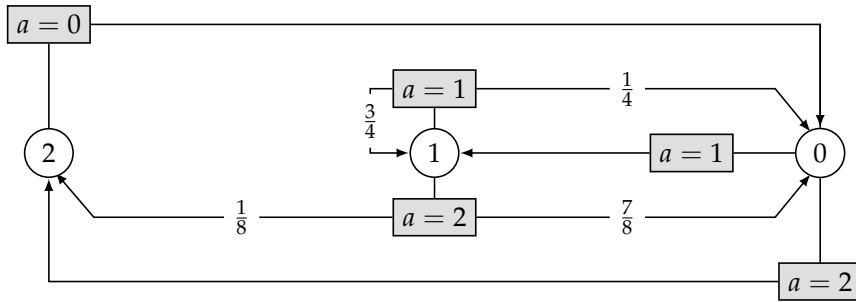 a = 0
a = 1
1/4
3/4
2
1
a = 1
0
1/8
a = 2
7/8
a = 2